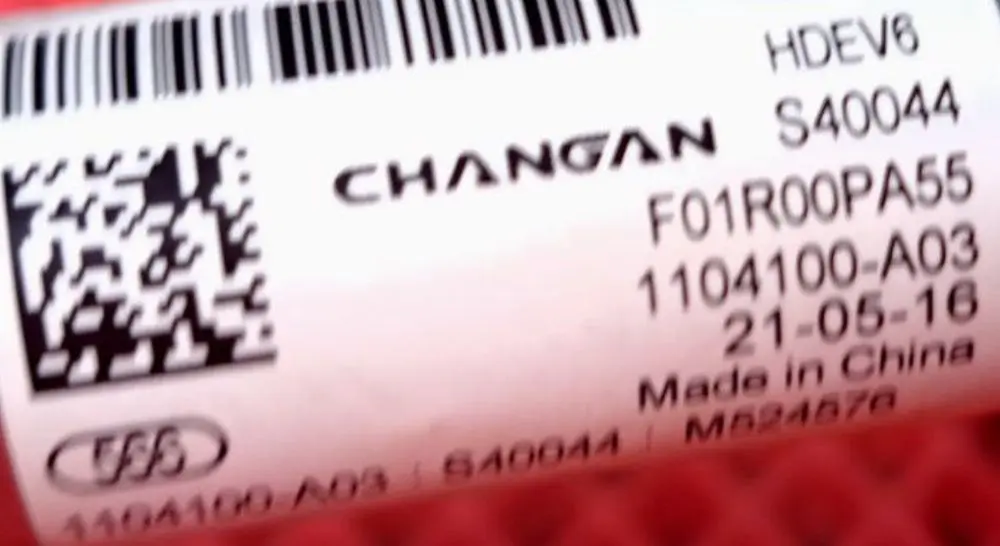 HDEV6
S40044
CHANGAN
F01R00PA55
1104100-A03
21-05-16
Made in China
1104100-A03 : S40044 : M524576